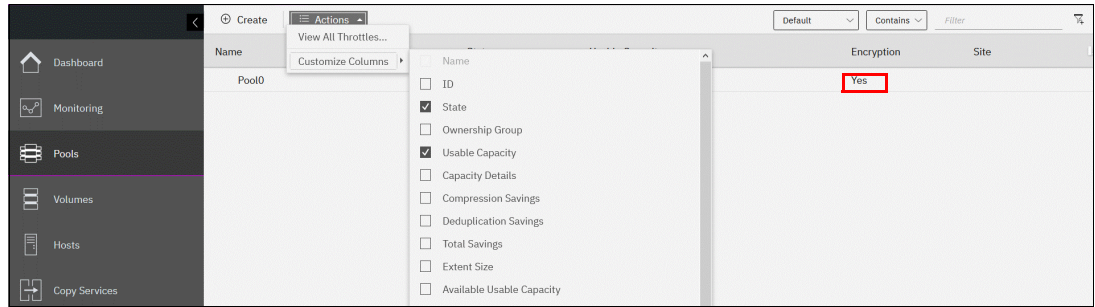 Create
Actions
Default
Contains
Filter
View All Throttles...
Customize Columns
Name
Encryption
Site
Pool0
Yes
Dashboard
Monitoring
Pools
Volumes
Hosts
Copy Services
Name
ID
State
Ownership Group
Usable Capacity
Capacity Details
Compression Savings
Deduplication Savings
Total Savings
Extent Size
Available Usable Capacity